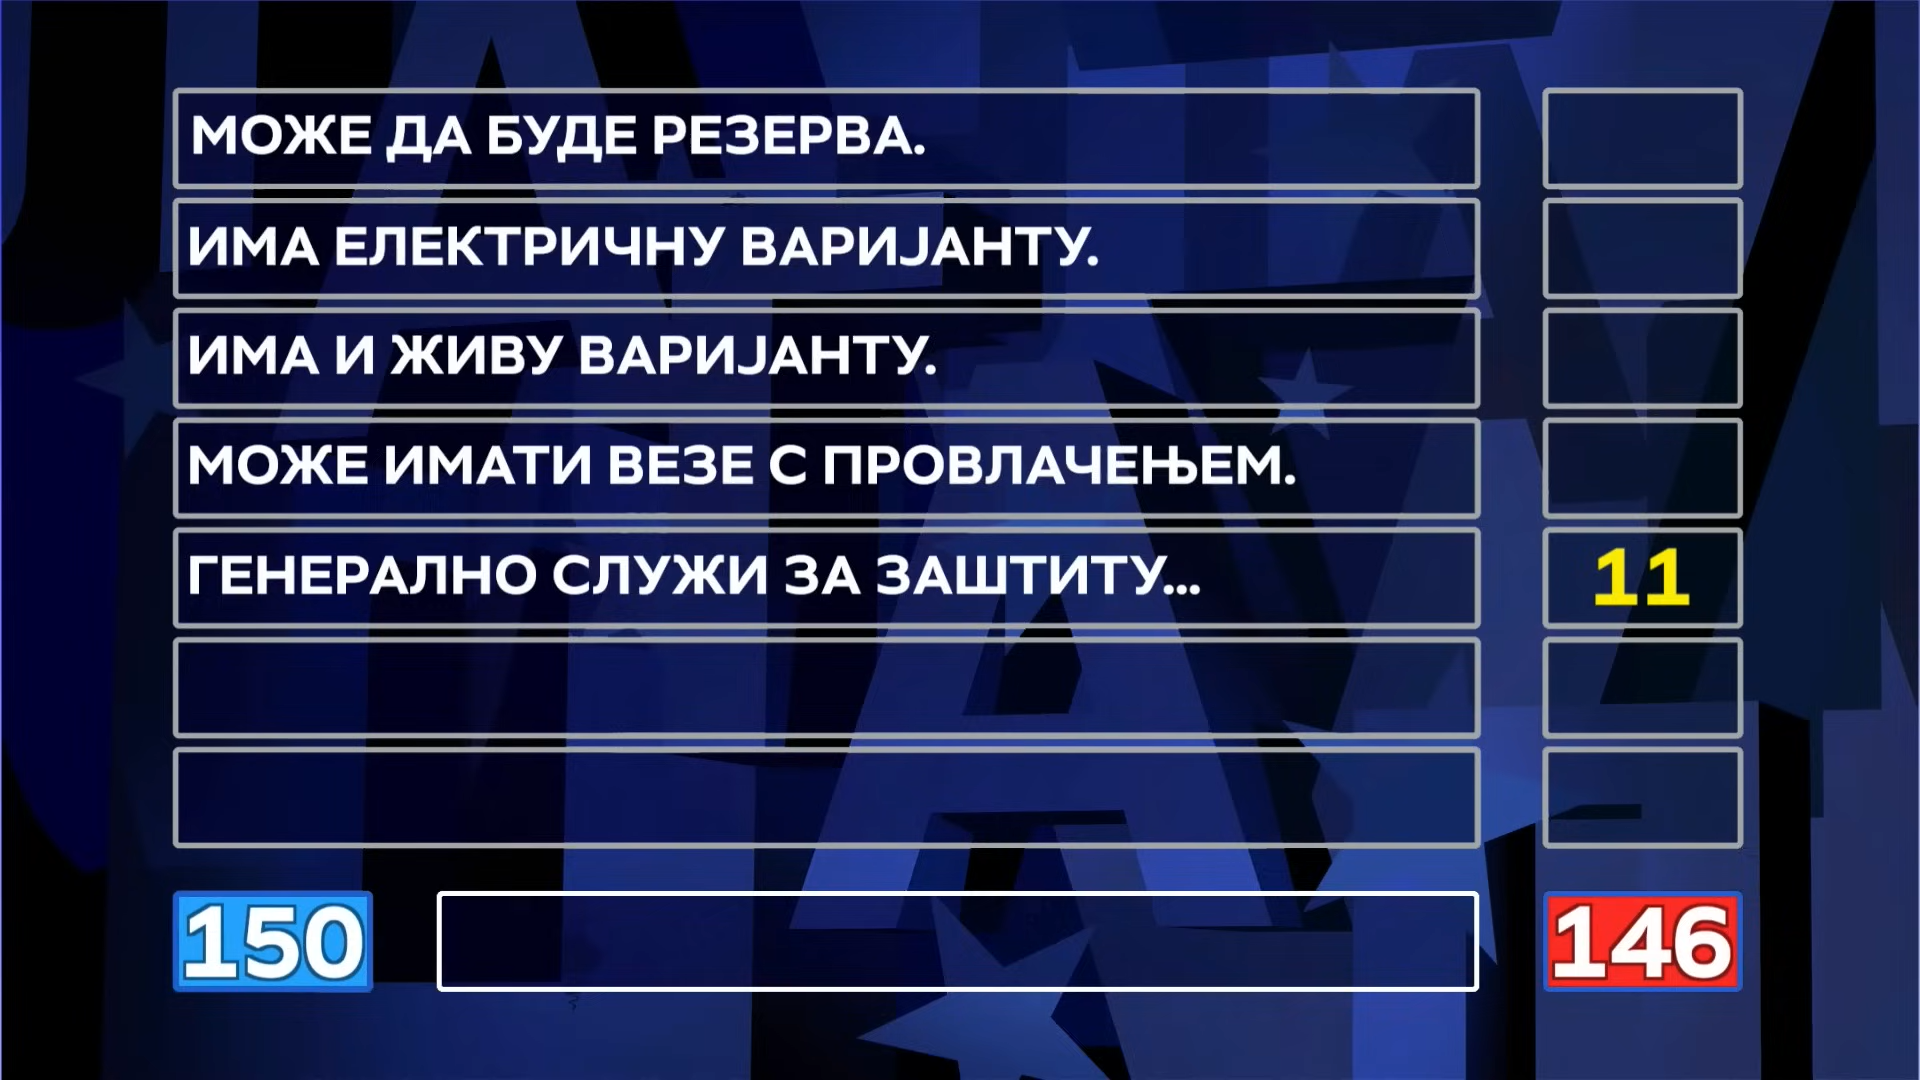 МОЖЕ ДА БУДЕ РЕЗЕРВА.
ИМА ЕЛЕКТРИЧНУ ВАРИЈАНТУ.
ИМА И ЖИВУ ВАРИЈАНТУ.
МОЖЕ ИМАТИ ВЕЗЕ С ПРОВЛАЧЕЊЕМ.
ГЕНЕРАЛНО СЛУЖИ ЗА ЗАШТИТУ...
11
150
146